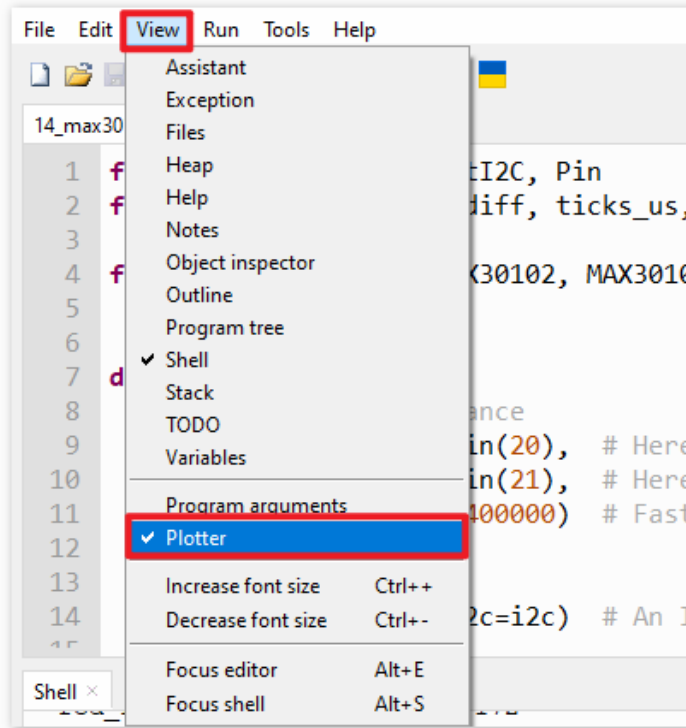 File Edit View Run Tools Help
Assistant
14_max30
Exception
Files
Heap
Help
Notes
Object inspector
Outline
Program tree
Shell
Stack
TODO
Variables
Program arguments
Plotter
Increase font size Ctrl++
Decrease font size Ctrl+-
Focus editor Alt+E
Focus shell Alt+S
1 f tI2C, Pin
2 f diff, ticks_us,
3
4 f X30102, MAX3010
5
6
7 d
8 ance
9 in(20), # Here
10 in(21), # Here
11 400000) # Fast
12
13
14 2c=i2c) # An I
15
Shell ×